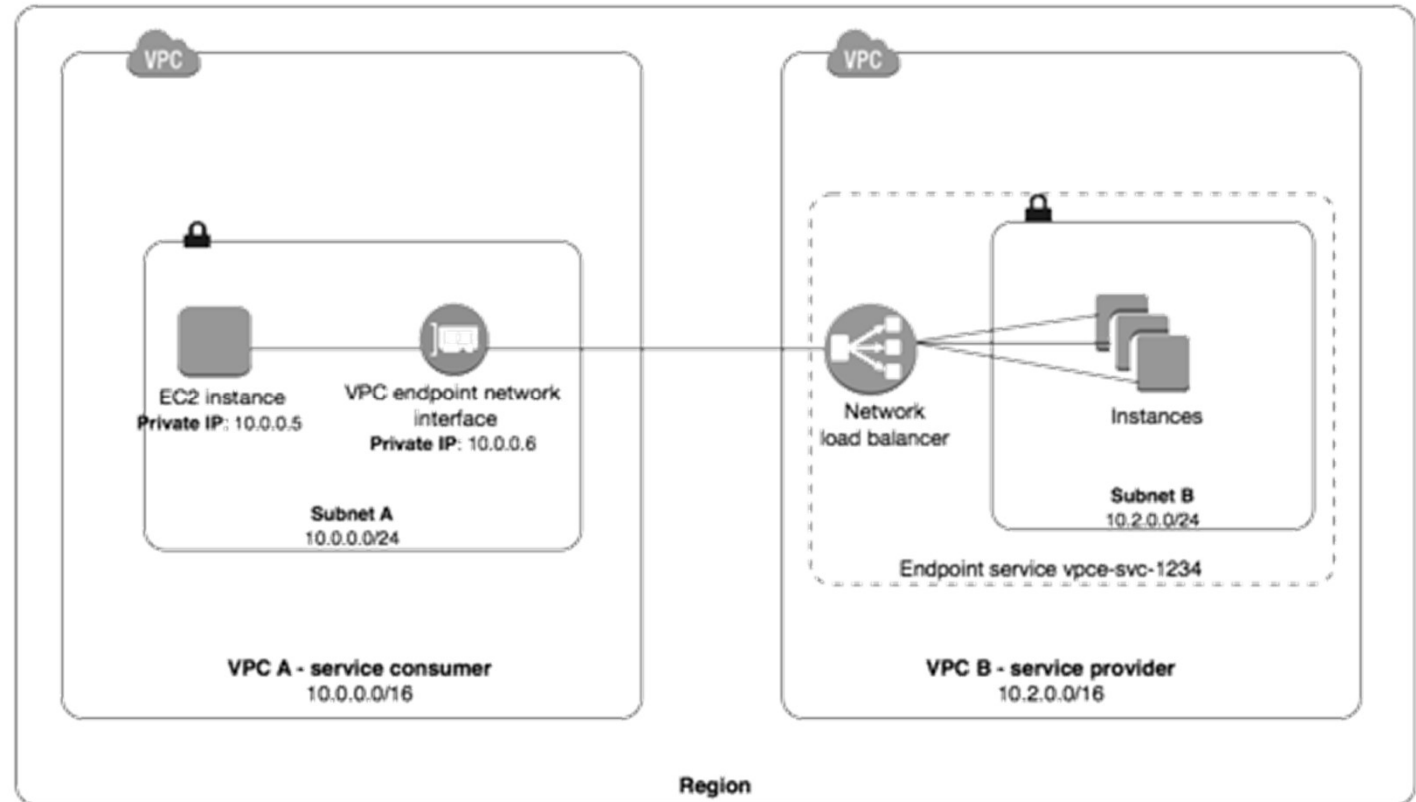 VPC
VPC
EC2 instance
Private IP: 10.0.0.5
VPC endpoint network
interface
Private IP: 10.0.0.6
Subnet A
10.0.0.0/24
VPC A - service consumer
10.0.0.0/16
Network
load balancer
Instances
Subnet B
10.2.0.0/24
Endpoint service vpce-svc-1234
VPC B - service provider
10.2.0.0/16
Region